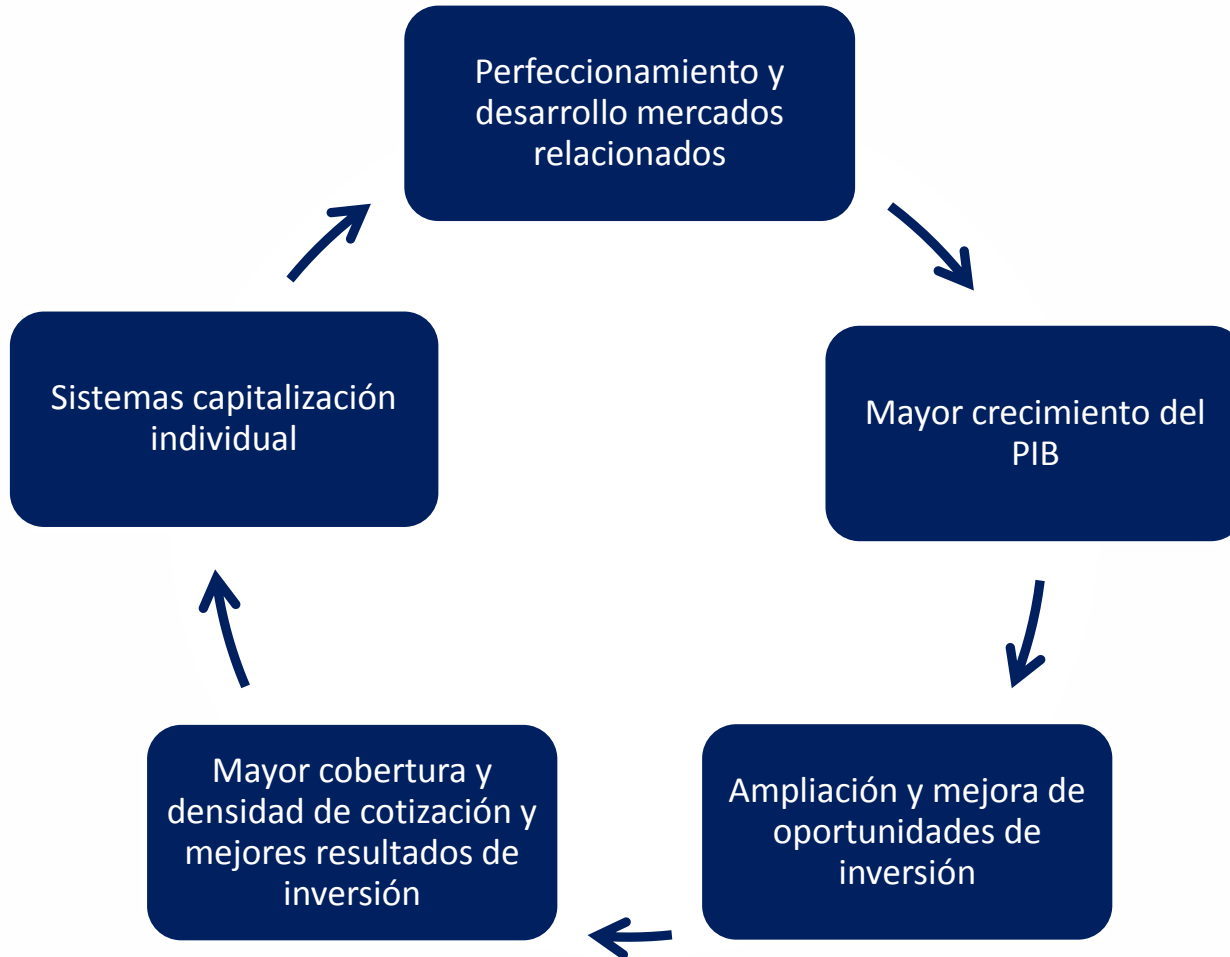 Perfeccionamiento y
desarrollo mercados
relacionados
Mayor crecimiento del
PIB
Ampliación y mejora de
oportunidades de
inversión
Mayor cobertura y
densidad de cotización y
mejores resultados de
inversión
Sistemas capitalización
individual